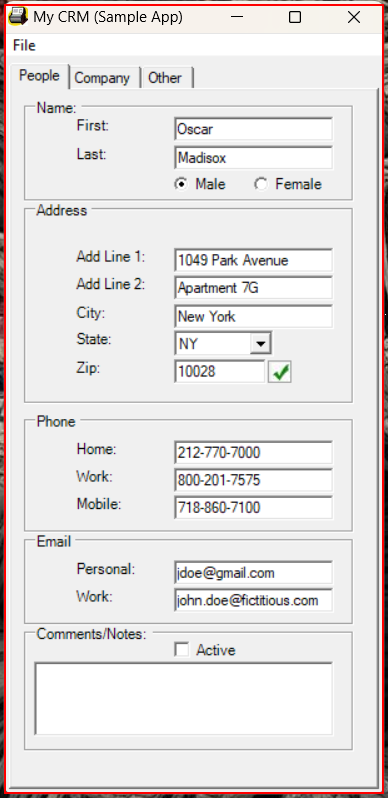 My CRM (Sample App)
File
People Company Other
Name:
First: Oscar
Last: Madisox
Male Female
Address
Add Line 1: 1049 Park Avenue
Add Line 2: Apartment 7G
City: New York
State: NY
Zip: 10028
Phone
Home: 212-770-7000
Work: 800-201-7575
Mobile: 718-860-7100
Email
Personal: jdoe@gmail.com
Work: john.doe@fictitious.com
Comments/Notes:
Active